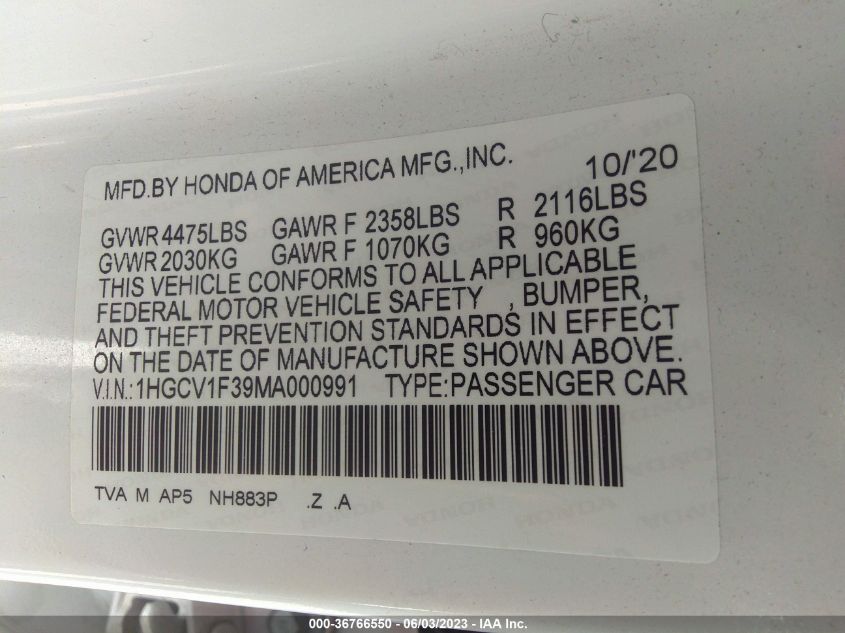 MFD.BY HONDA OF AMERICA MFG.,INC. 10/'20
GVWR 4475LBS GAWR F 2358LBS R 2116LBS
GVWR 2030KG GAWR F 1070KG R 960KG
THIS VEHICLE CONFORMS TO ALL APPLICABLE
FEDERAL MOTOR VEHICLE SAFETY , BUMPER,
AND THEFT PREVENTION STANDARDS IN EFFECT
ON THE DATE OF MANUFACTURE SHOWN ABOVE.
V.I.N.:1HGCV1F39MA000991 TYPE:PASSENGER CAR
TVA M AP5 NH883P .Z .A
HONDA HONDA
000-36766550 - 06/03/2023 - IAA Inc.